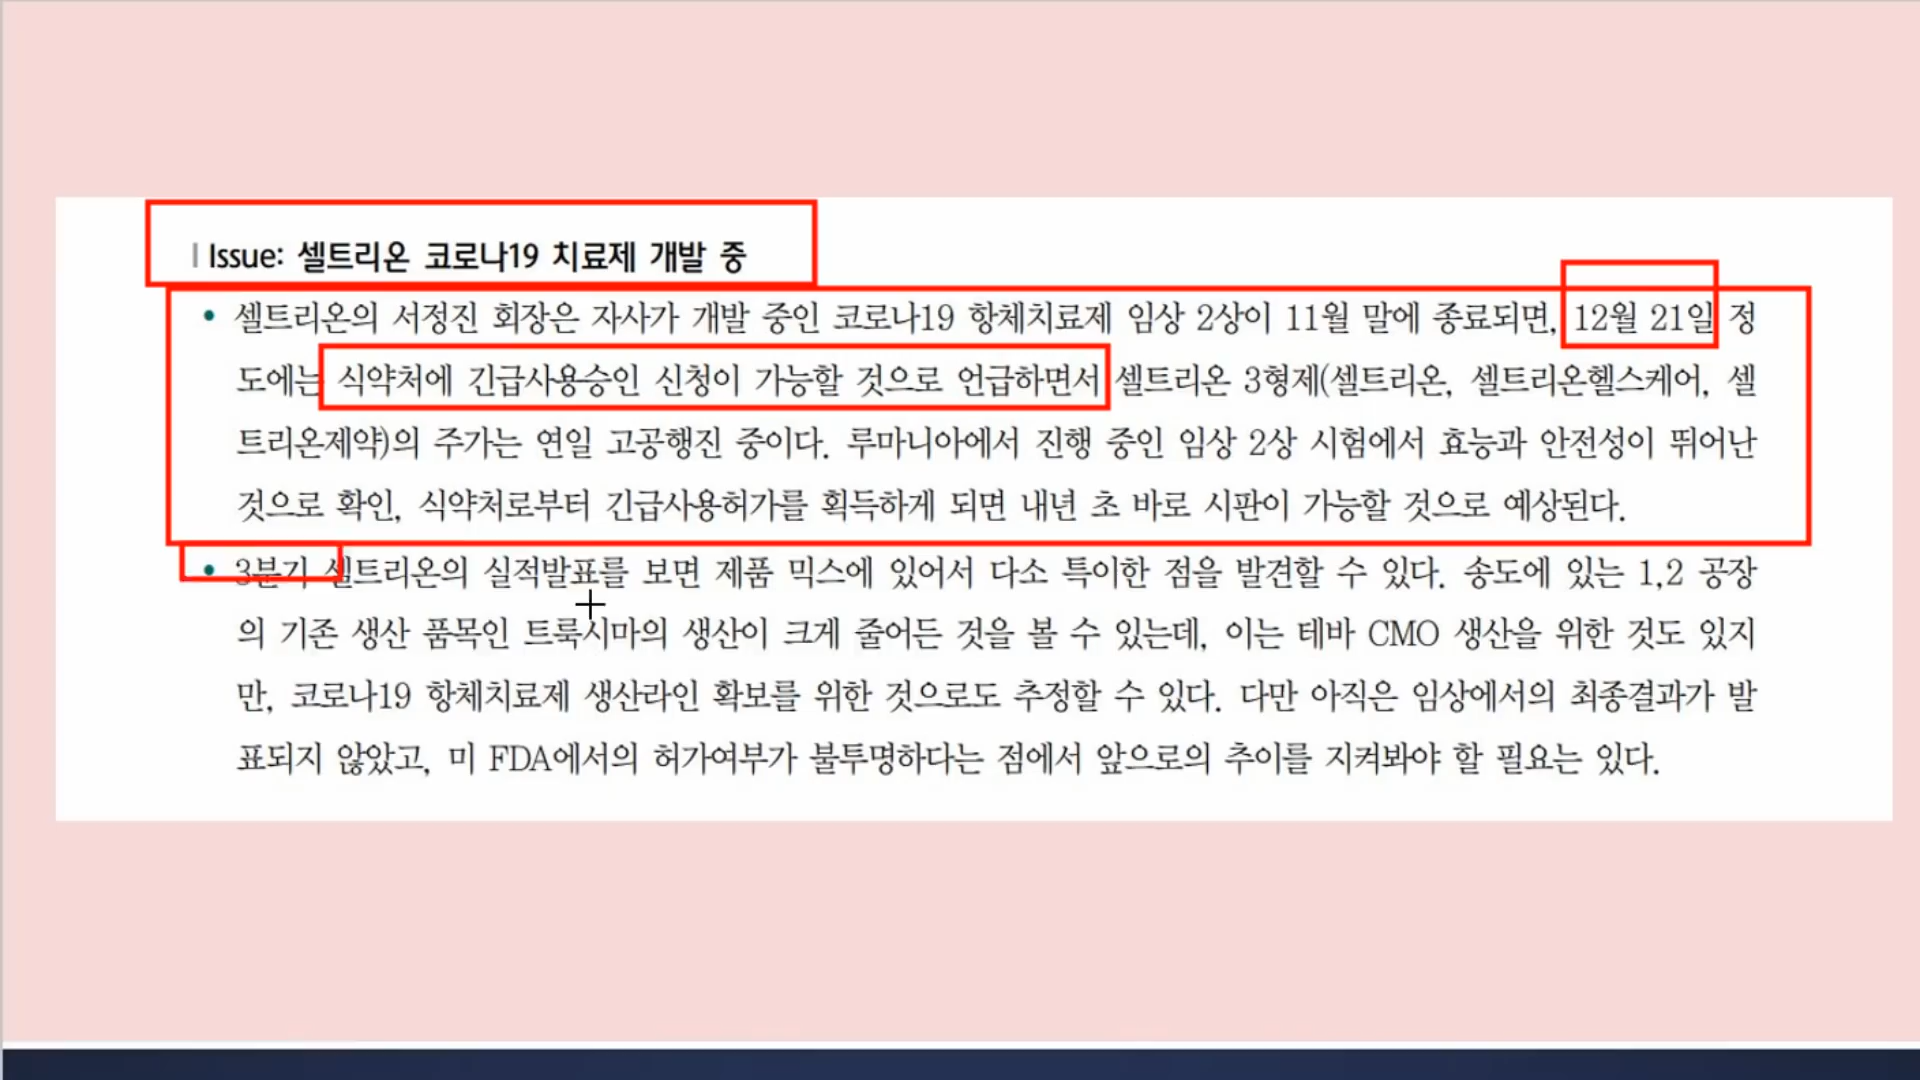 Issue: 셀트리온 코로나19 치료제 개발 중
• 셀트리온의 서정진 회장은 자사가 개발 중인 코로나19 항체치료제 임상 2상이 11월 말에 종료되면, 12월 21일 정
도에는 식약처에 긴급사용승인 신청이 가능할 것으로 언급하면서 셀트리온 3형제(셀트리온, 셀트리온헬스케어, 셀
트리온제약)의 주가는 연일 고공행진 중이다. 루마니아에서 진행 중인 임상 2상 시험에서 효능과 안전성이 뛰어난
것으로 확인, 식약처로부터 긴급사용허가를 획득하게 되면 내년 초 바로 시판이 가능할 것으로 예상된다.
• 3분기 셀트리온의 실적발표를 보면 제품 믹스에 있어서 다소 특이한 점을 발견할 수 있다. 송도에 있는 1,2 공장
의 기존 생산 품목인 트룩시마의 생산이 크게 줄어든 것을 볼 수 있는데, 이는 테바 CMO 생산을 위한 것도 있지
만, 코로나19 항체치료제 생산라인 확보를 위한 것으로도 추정할 수 있다. 다만 아직은 임상에서의 최종결과가 발
표되지 않았고, 미 FDA에서의 허가여부가 불투명하다는 점에서 앞으로의 추이를 지켜봐야 할 필요는 있다.